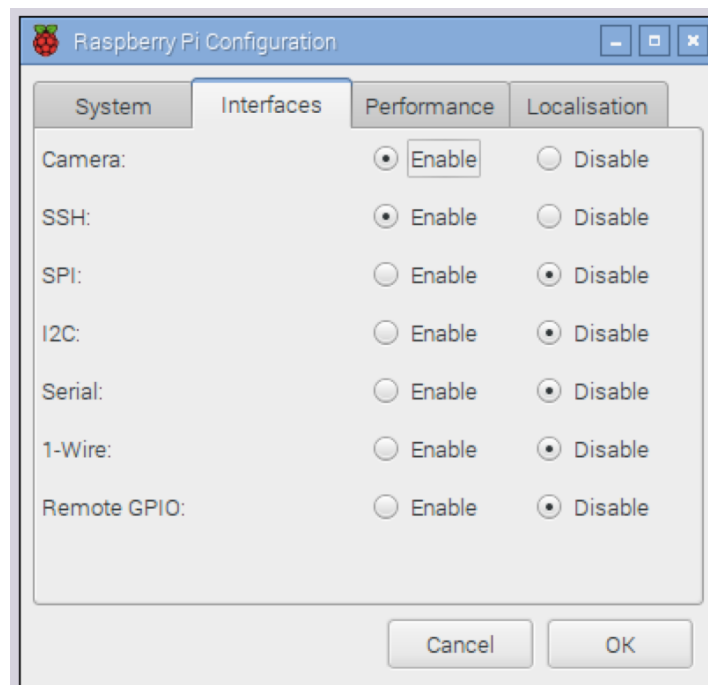 Raspberry Pi Configuration
System Interfaces Performance Localisation
Camera: Enable Disable
SSH: Enable Disable
SPI: Enable Disable
I2C: Enable Disable
Serial: Enable Disable
1-Wire: Enable Disable
Remote GPIO: Enable Disable
Cancel OK